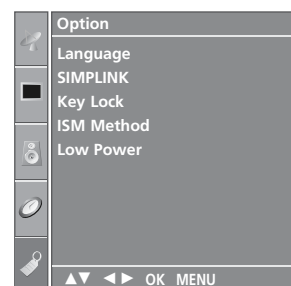 Option
Language
SIMPLINK
Key Lock
ISM Method
Low Power
▲▼ ◄► OK MENU